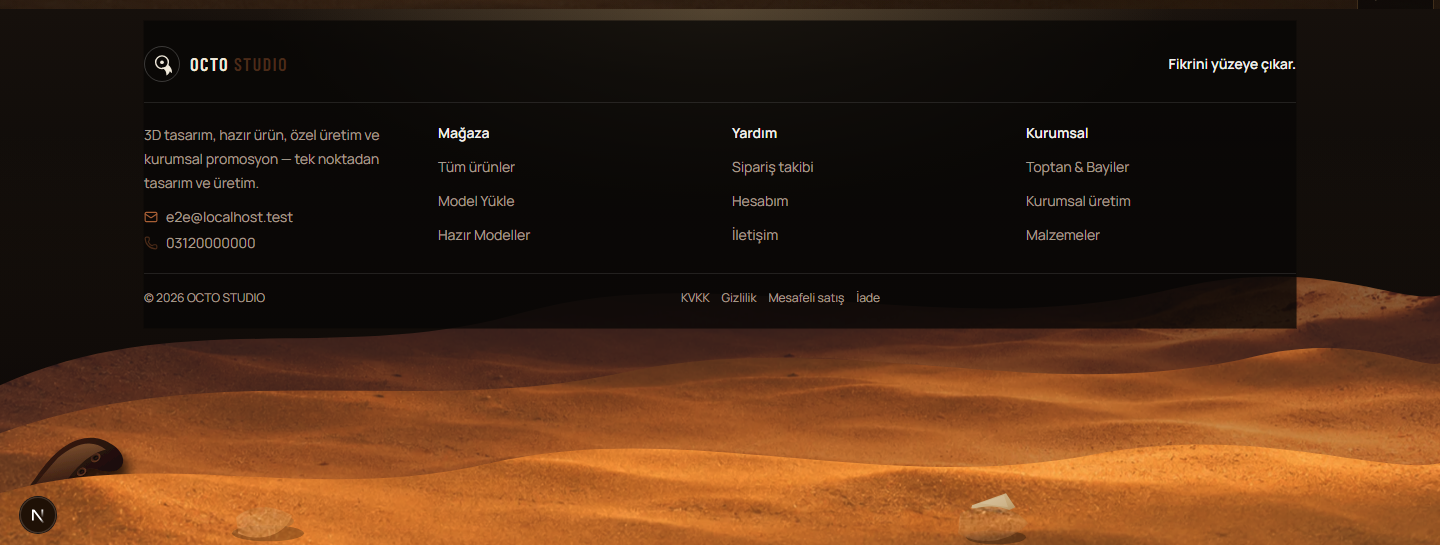 OCTO STUDIO
Fikrini yüzeye çıkar.
3D tasarım, hazır ürün, özel üretim ve
kurumsal promosyon — tek noktadan
tasarım ve üretim.
e2e@localhost.test
03120000000
Mağaza
Tüm ürünler
Model Yükle
Hazır Modeller
Yardım
Sipariş takibi
Hesabım
İletişim
Kurumsal
Toptan & Bayiler
Kurumsal üretim
Malzemeler
© 2026 OCTO STUDIO
KVKK Gizlilik Mesafeli satış İade
N